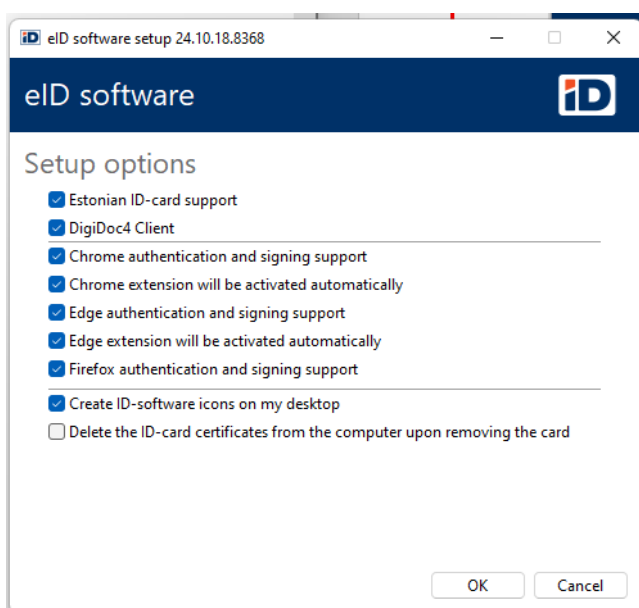 iD eID software setup 24.10.18.8368
eID software
iD
Setup options
Estonian ID-card support
DigiDoc4 Client
Chrome authentication and signing support
Chrome extension will be activated automatically
Edge authentication and signing support
Edge extension will be activated automatically
Firefox authentication and signing support
Create ID-software icons on my desktop
Delete the ID-card certificates from the computer upon removing the card
OK Cancel